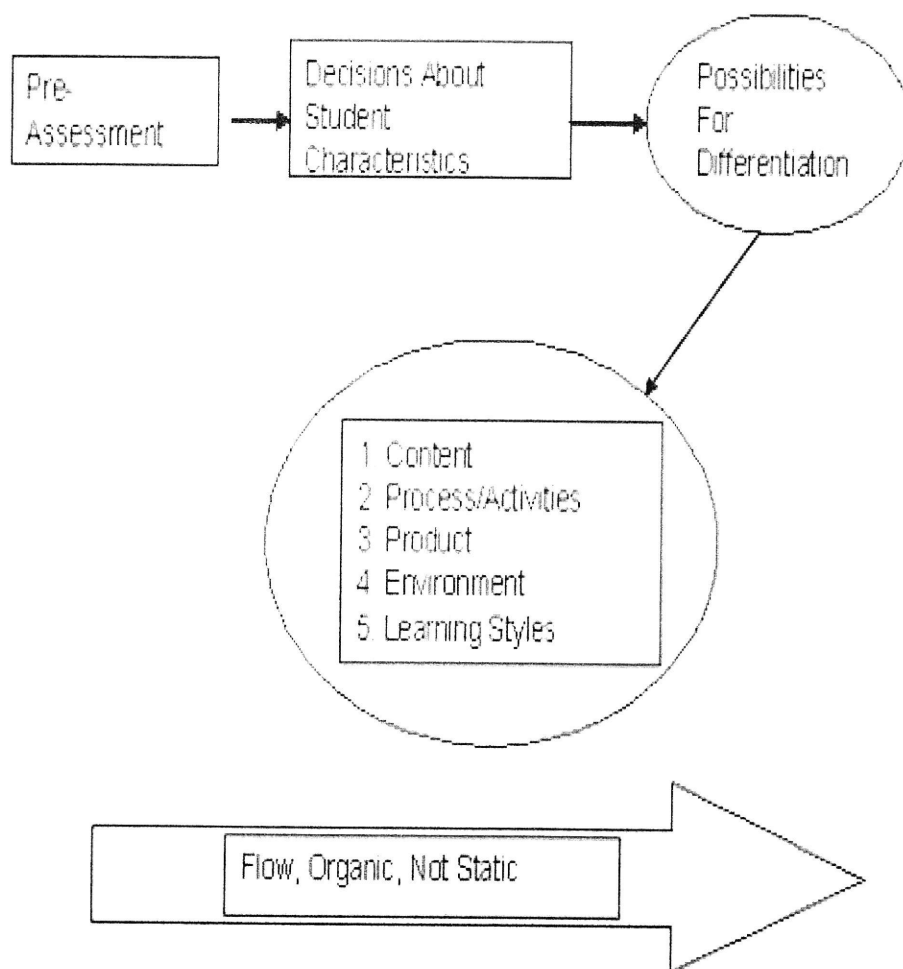 Pre-
Assessment
Decisions About
Student
Characteristics
Possibilities
For
Differentiation
1 Content
2 Process/Activities
3 Product
4 Environment
5. Learning Styles
Flow, Organic, Not Static